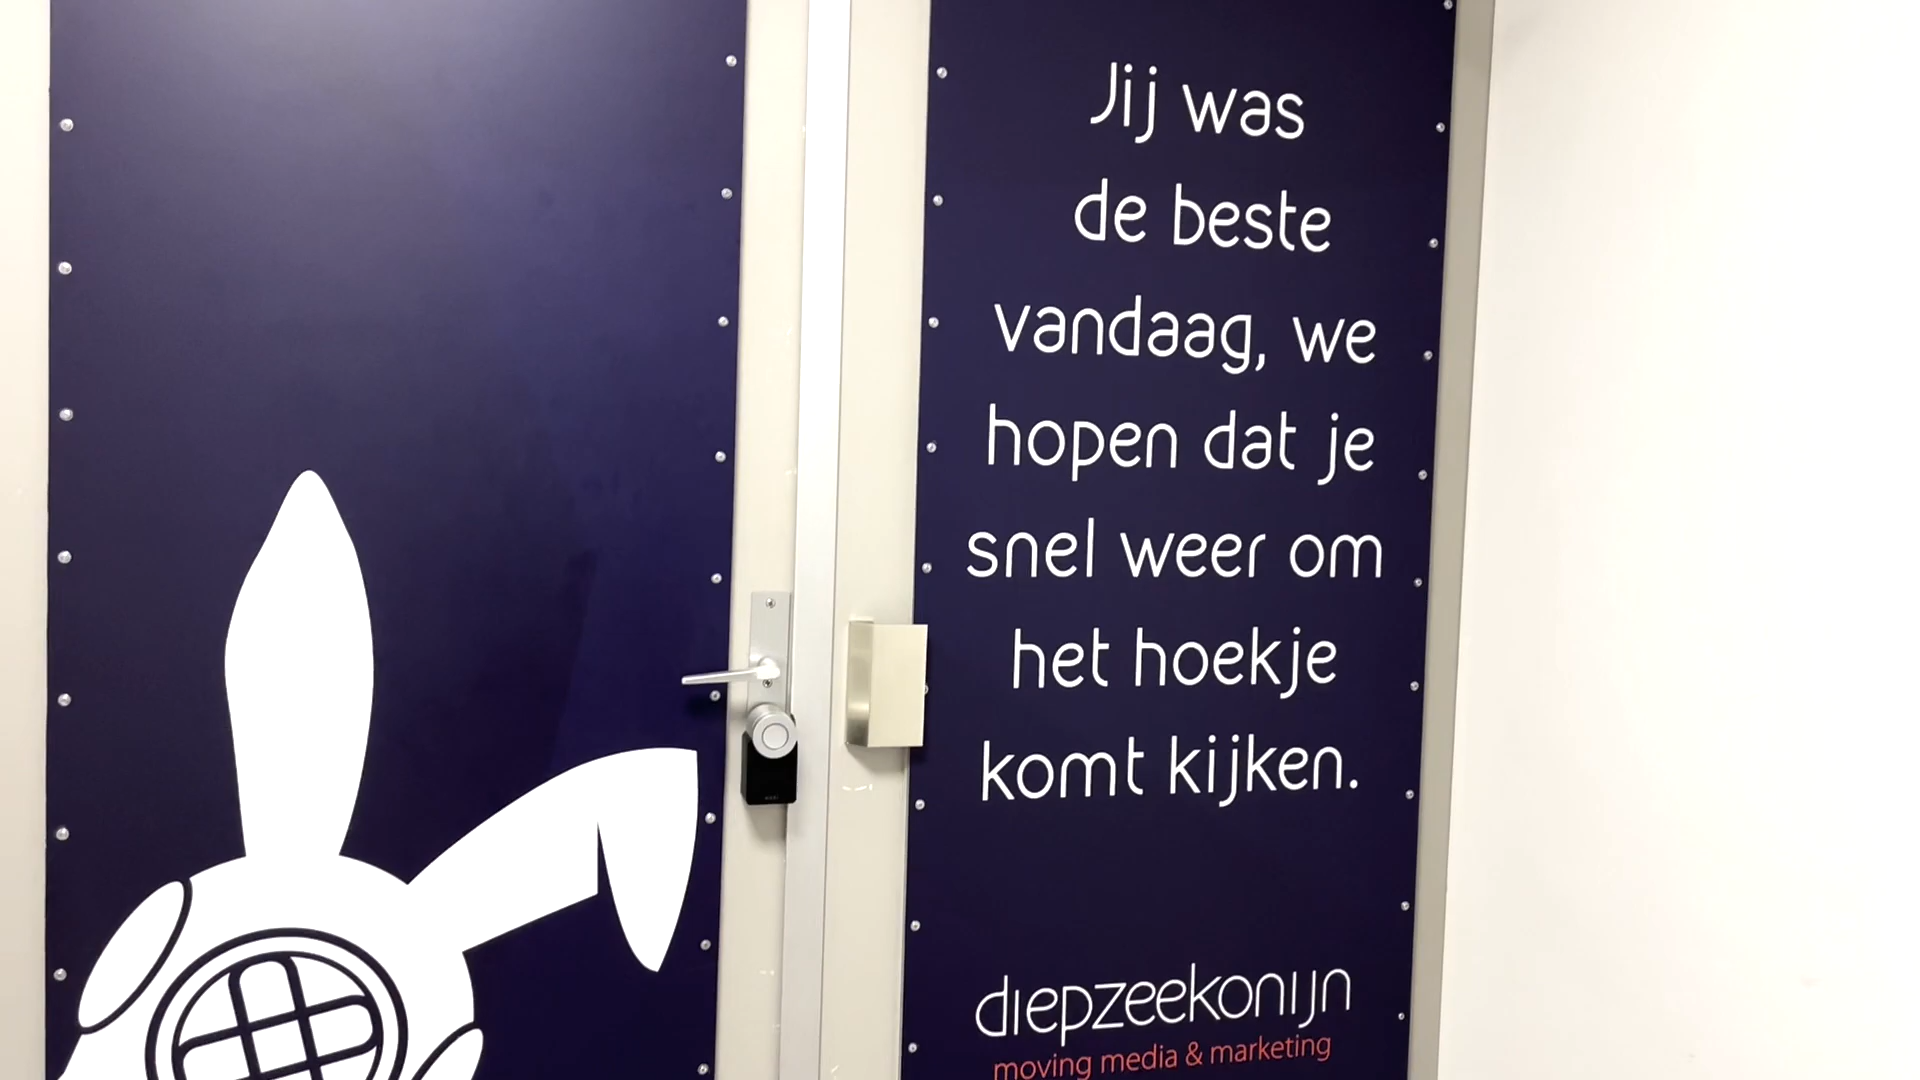 Jij was
de beste
vandaag, we
hopen dat je
snel weer om
het hoekje
komt kijken.
diepzeekonijn
moving media & marketing